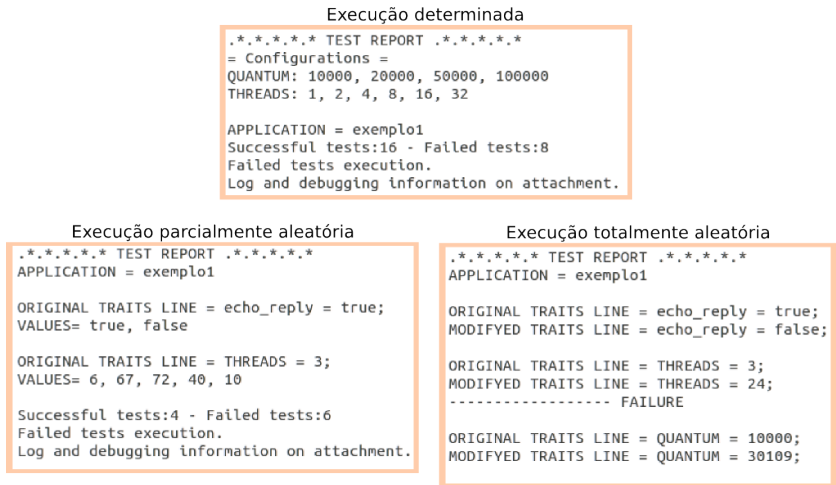 Execução determinada
.*.*.*.*.* TEST REPORT .*.*.*.*.*
= Configurations =
QUANTUM: 10000, 20000, 50000, 100000
THREADS: 1, 2, 4, 8, 16, 32
APPLICATION = exemplo1
Successful tests:16 - Failed tests:8
Failed tests execution.
Log and debugging information on attachment.
Execução parcialmente aleatória
.*.*.*.*.* TEST REPORT .*.*.*.*.*
APPLICATION = exemplo1
ORIGINAL TRAITS LINE = echo_reply = true;
VALUES= true, false
ORIGINAL TRAITS LINE = THREADS = 3;
VALUES= 6, 67, 72, 40, 10
Successful tests:4 - Failed tests:6
Failed tests execution.
Log and debugging information on attachment.
Execução totalmente aleatória
.*.*.*.*.* TEST REPORT .*.*.*.*.*
APPLICATION = exemplo1
ORIGINAL TRAITS LINE = echo_reply = true;
MODIFYED TRAITS LINE = echo_reply = false;
ORIGINAL TRAITS LINE = THREADS = 3;
MODIFYED TRAITS LINE = THREADS = 24;
------------------ FAILURE
ORIGINAL TRAITS LINE = QUANTUM = 10000;
MODIFYED TRAITS LINE = QUANTUM = 30109;